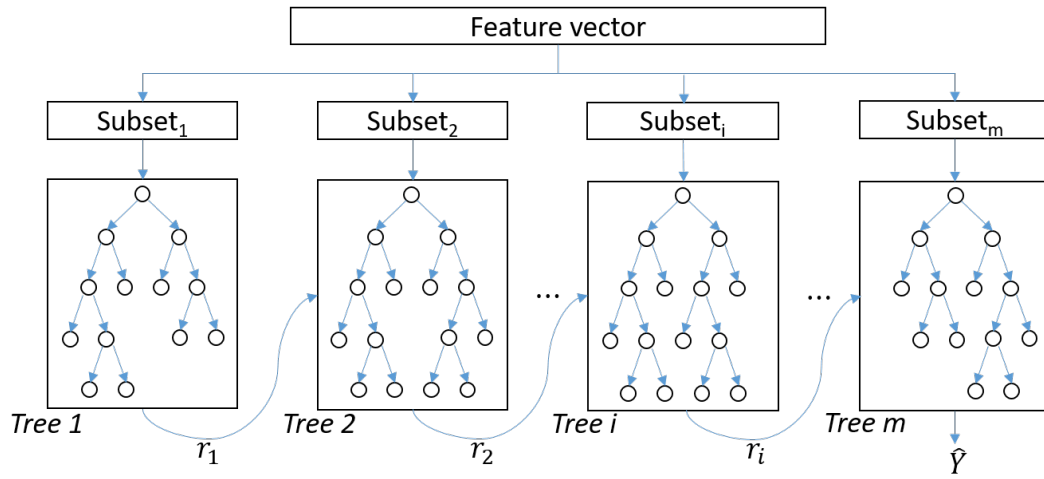 Feature vector
Subset₁ Subset₂ Subsetᵢ Subsetₘ
... ...
Tree 1 Tree 2 Tree i Tree m
r₁ r₂ rᵢ Ŷ